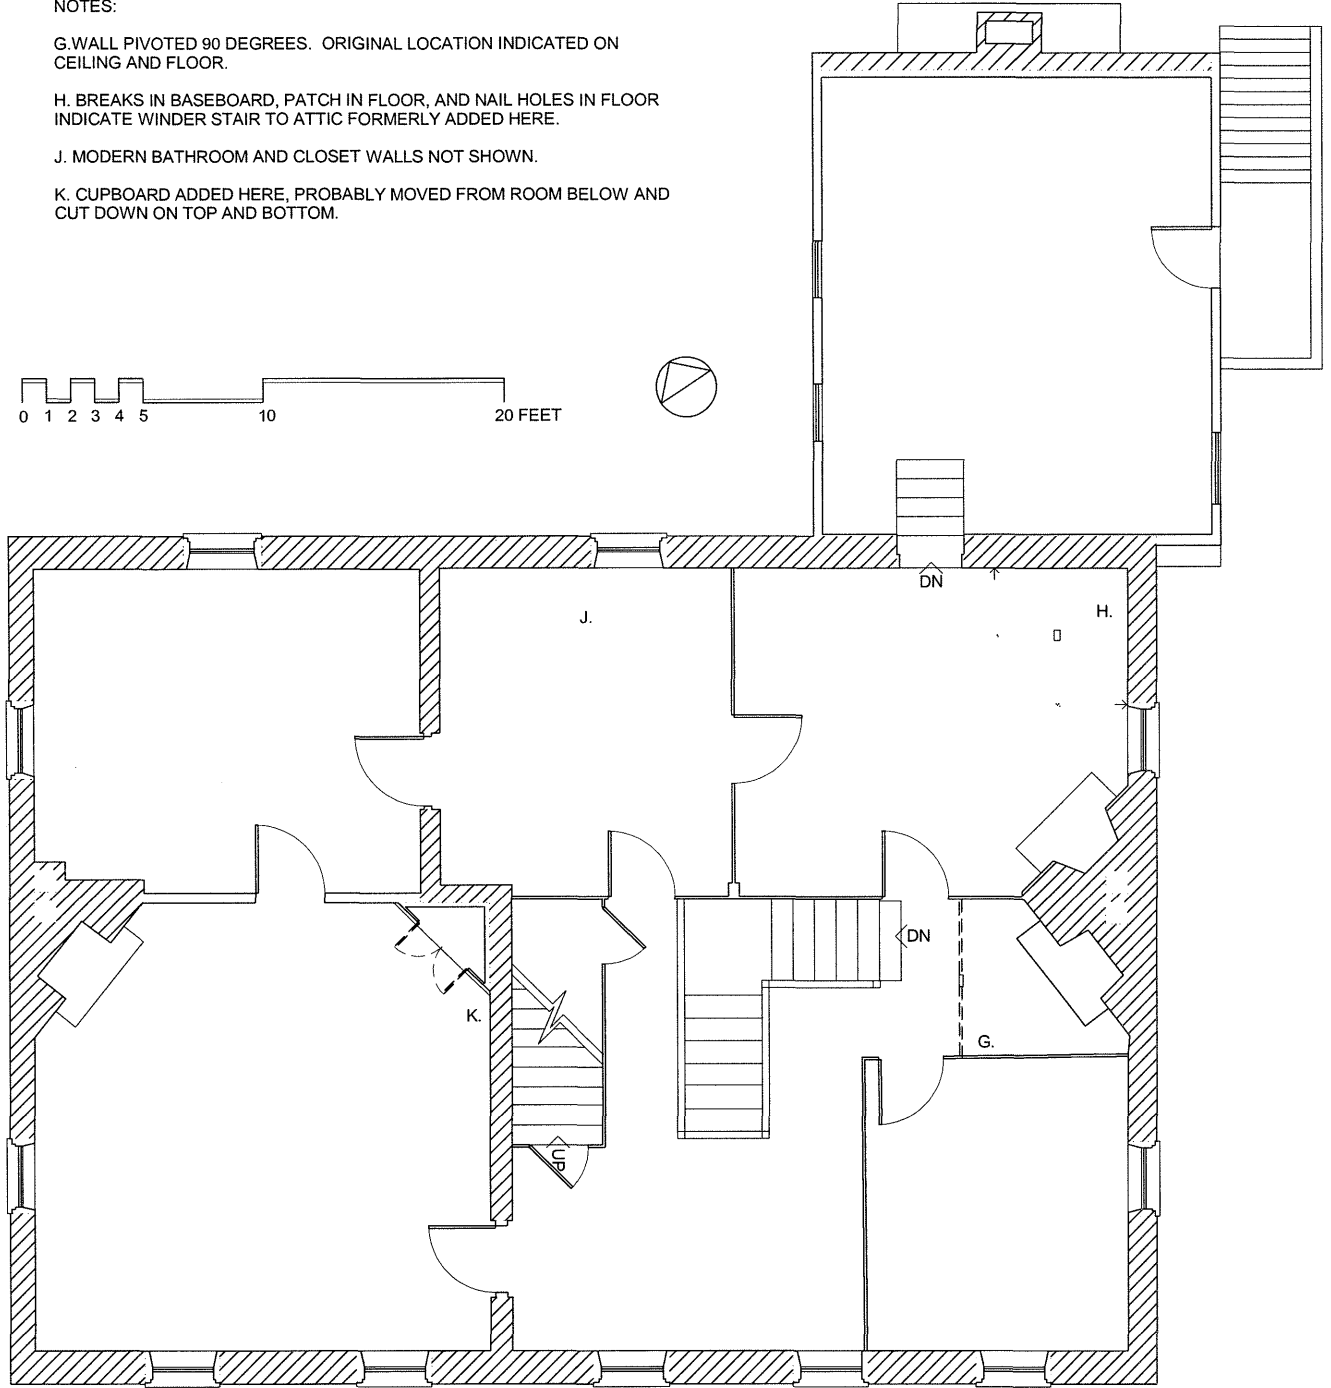 NOTES:
G.WALL PIVOTED 90 DEGREES. ORIGINAL LOCATION INDICATED ON
CEILING AND FLOOR.
H. BREAKS IN BASEBOARD, PATCH IN FLOOR, AND NAIL HOLES IN FLOOR
INDICATE WINDER STAIR TO ATTIC FORMERLY ADDED HERE.
J. MODERN BATHROOM AND CLOSET WALLS NOT SHOWN.
K. CUPBOARD ADDED HERE, PROBABLY MOVED FROM ROOM BELOW AND
CUT DOWN ON TOP AND BOTTOM.
0 1 2 3 4 5 10 20 FEET
DN
J.
H.
DN
K.
G.
UP